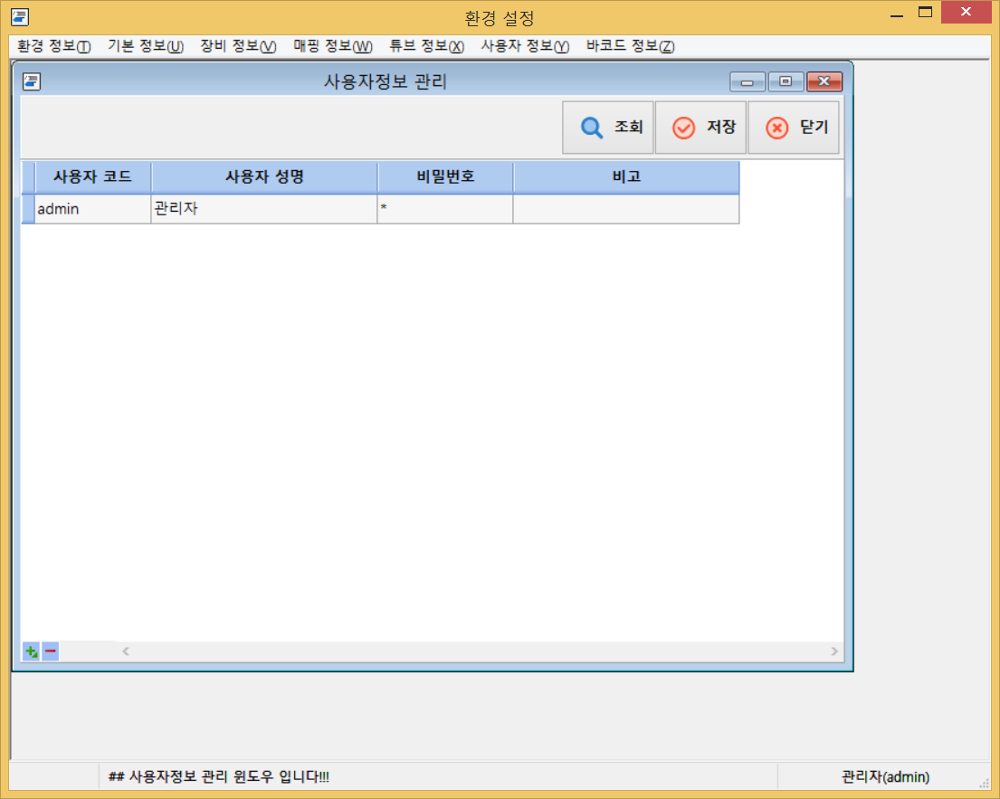 환경 설정
환경 정보(T) 기본 정보(U) 장비 정보(V) 매핑 정보(W) 튜브 정보(X) 사용자 정보(Y) 바코드 정보(Z)
사용자정보 관리
조회 저장 닫기
사용자 코드 사용자 성명 비밀번호 비고
admin 관리자 *
## 사용자정보 관리 윈도우 입니다!!! 관리자(admin)